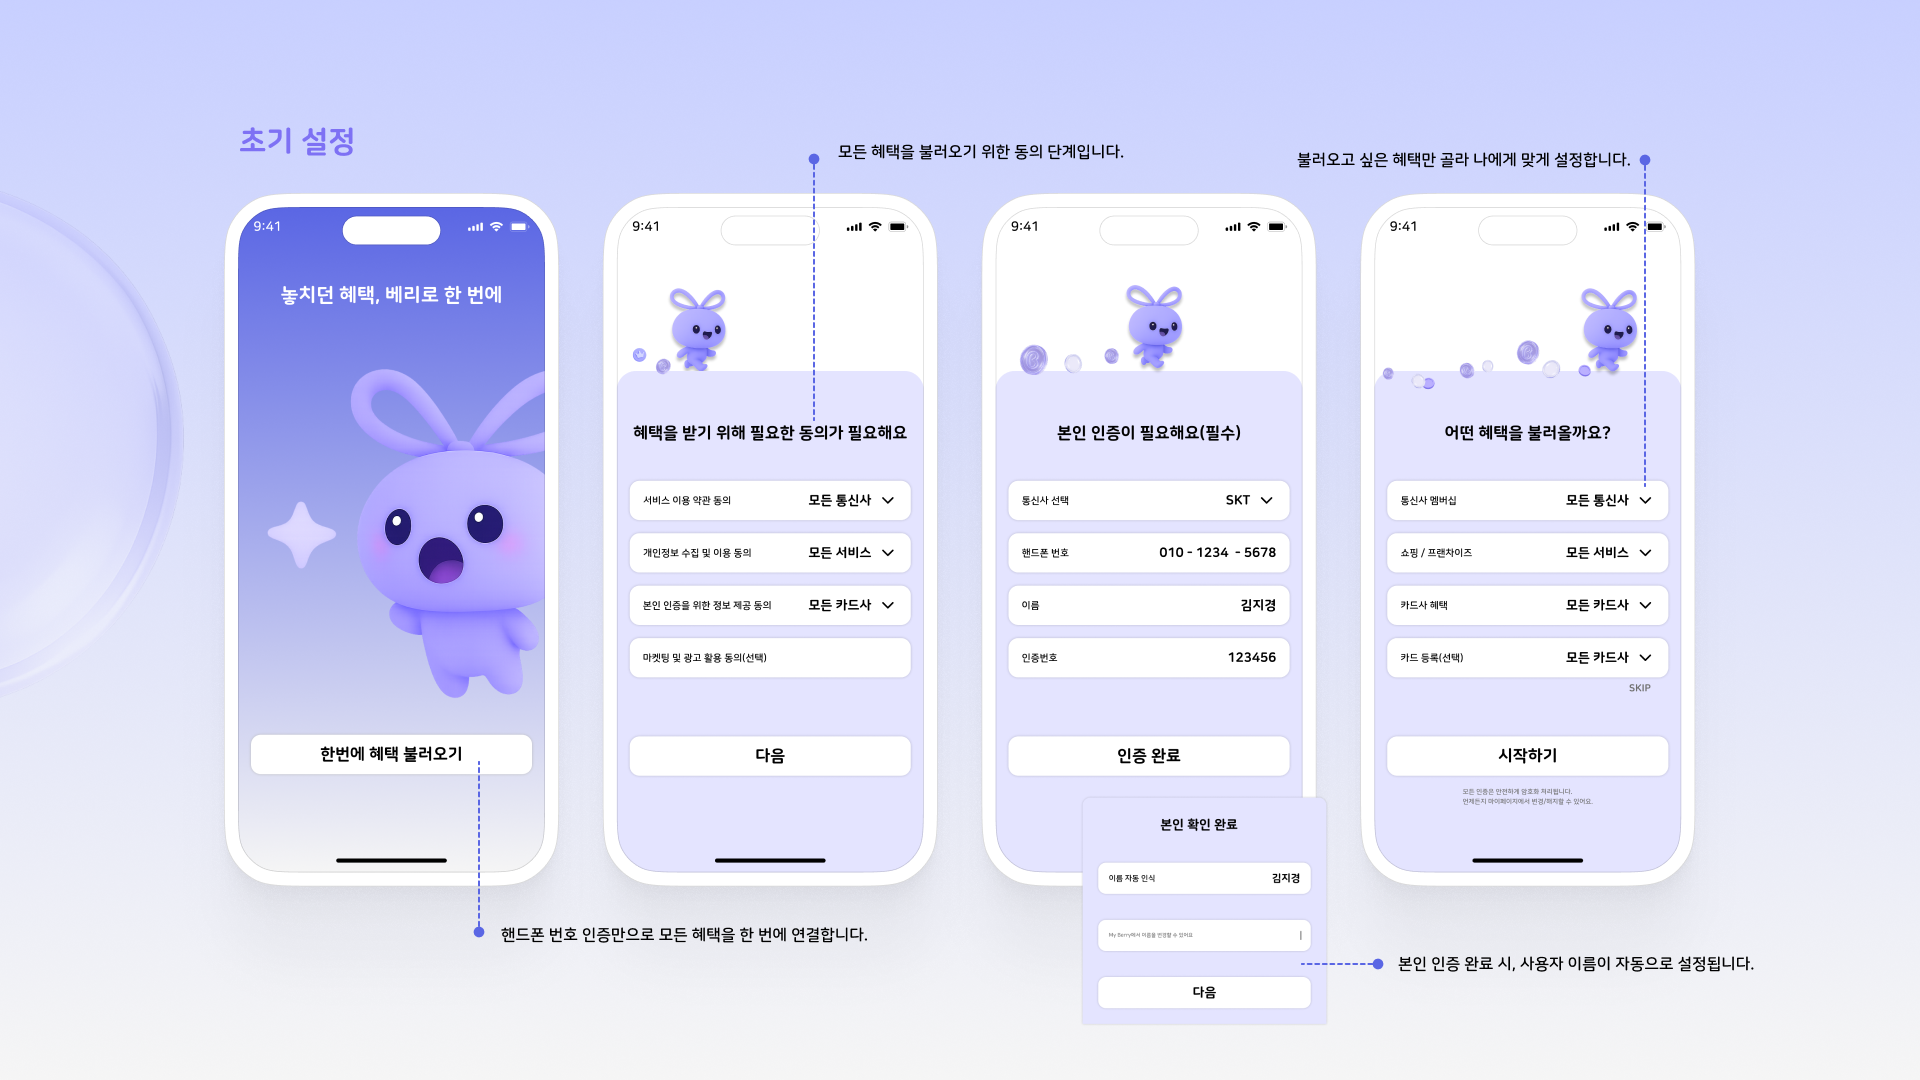 초기 설정
모든 혜택을 불러오기 위한 동의 단계입니다.
불러오고 싶은 혜택만 골라 나에게 맞게 설정합니다.
9:41
놓치던 혜택, 베리로 한 번에
한번에 혜택 불러오기
핸드폰 번호 인증만으로 모든 혜택을 한 번에 연결합니다.
9:41
혜택을 받기 위해 필요한 동의가 필요해요
서비스 이용 약관 동의 모든 통신사
개인정보 수집 및 이용 동의 모든 서비스
본인 인증을 위한 정보 제공 동의 모든 카드사
마켓팅 및 광고 활용 동의(선택)
다음
9:41
본인 인증이 필요해요(필수)
통신사 선택 SKT
핸드폰 번호 010 - 1234 - 5678
이름 김지경
인증번호 123456
인증 완료
본인 확인 완료
이름 자동 인식 김지경
My Berry에서 이름을 변경할 수 있어요
다음
본인 인증 완료 시, 사용자 이름이 자동으로 설정됩니다.
9:41
어떤 혜택을 불러올까요?
통신사 멤버십 모든 통신사
쇼핑 / 프랜차이즈 모든 서비스
카드사 혜택 모든 카드사
카드 등록(선택) 모든 카드사
SKIP
시작하기
모든 인증은 안전하게 암호화 처리됩니다.
언제든지 마이페이지에서 변경/해지할 수 있어요.